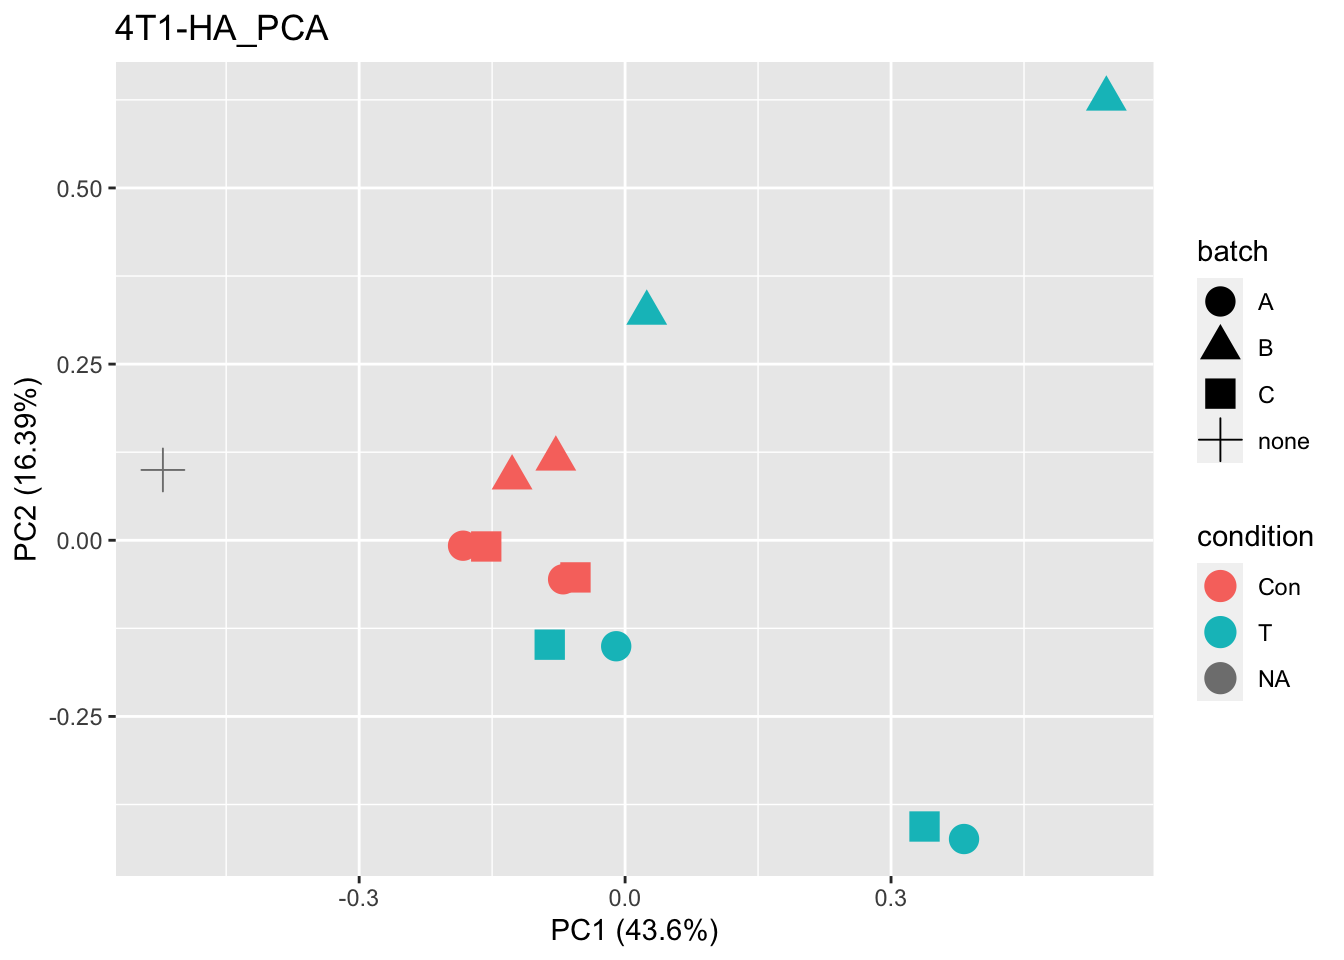 4T1-HA_PCA
PC2 (16.39%)
0.50
0.25
0.00
-0.25
-0.3
0.0
0.3
PC1 (43.6%)
batch
A
B
C
none
condition
Con
T
NA